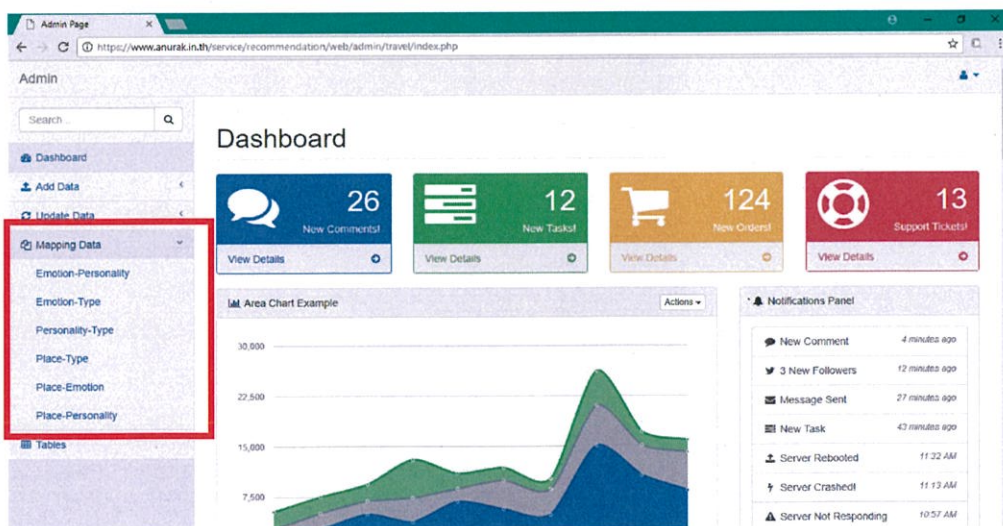 Admin Page
https://www.anurak.in.th/service/recommendation/web/admin/travel/index.php
Admin
Search...
Dashboard
Add Data
Update Data
Mapping Data
Emotion-Personality
Emotion-Type
Personality-Type
Place-Type
Place-Emotion
Place-Personality
Tables
Dashboard
26
New Comments!
View Details
12
New Tasks!
View Details
124
New Orders!
View Details
13
Support Tickets!
View Details
Area Chart Example
Actions
30,000
22,500
15,000
7,500
Notifications Panel
New Comment 4 minutes ago
3 New Followers 12 minutes ago
Message Sent 27 minutes ago
New Task 43 minutes ago
Server Rebooted 11:32 AM
Server Crashed! 11:13 AM
Server Not Responding 10:57 AM